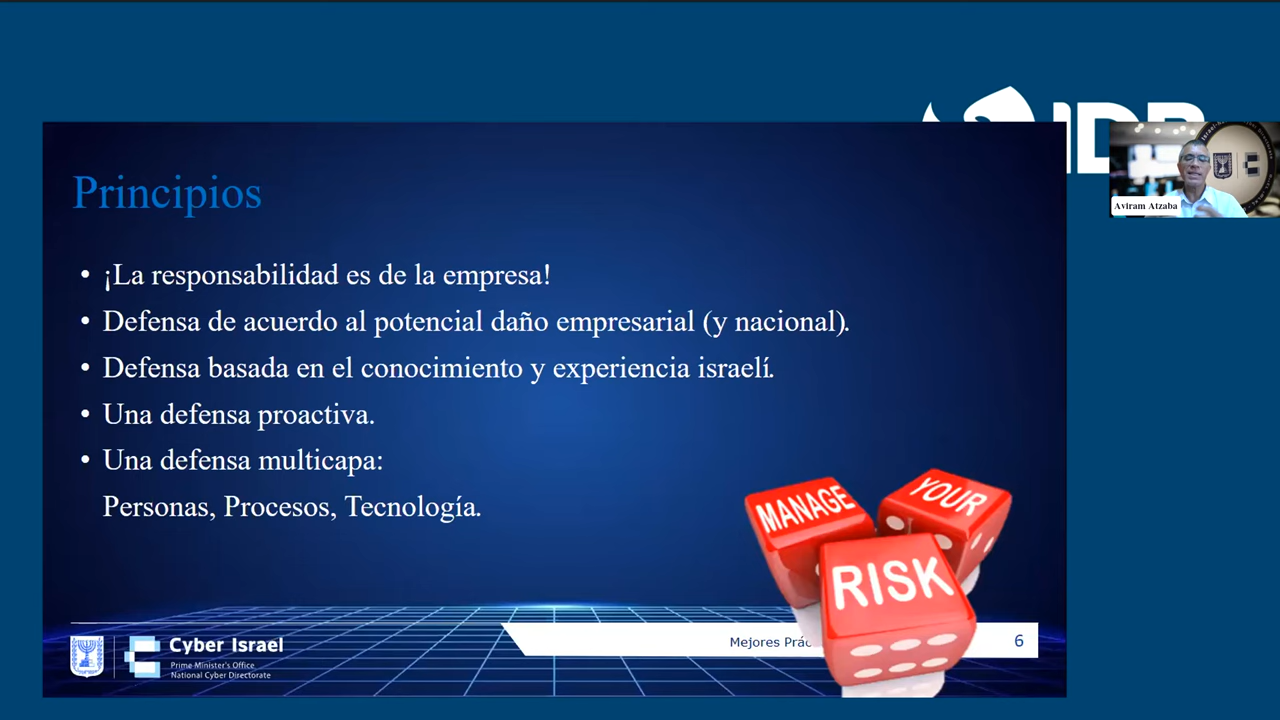 IDB
Principios
• ¡La responsabilidad es de la empresa!
• Defensa de acuerdo al potencial daño empresarial (y nacional).
• Defensa basada en el conocimiento y experiencia israelí.
• Una defensa proactiva.
• Una defensa multicapa:
Personas, Procesos, Tecnología.
Aviram Atzaba
MANAGE
YOUR
RISK
Cyber Israel
Prime Minister's Office
National Cyber Directorate
Mejores
6